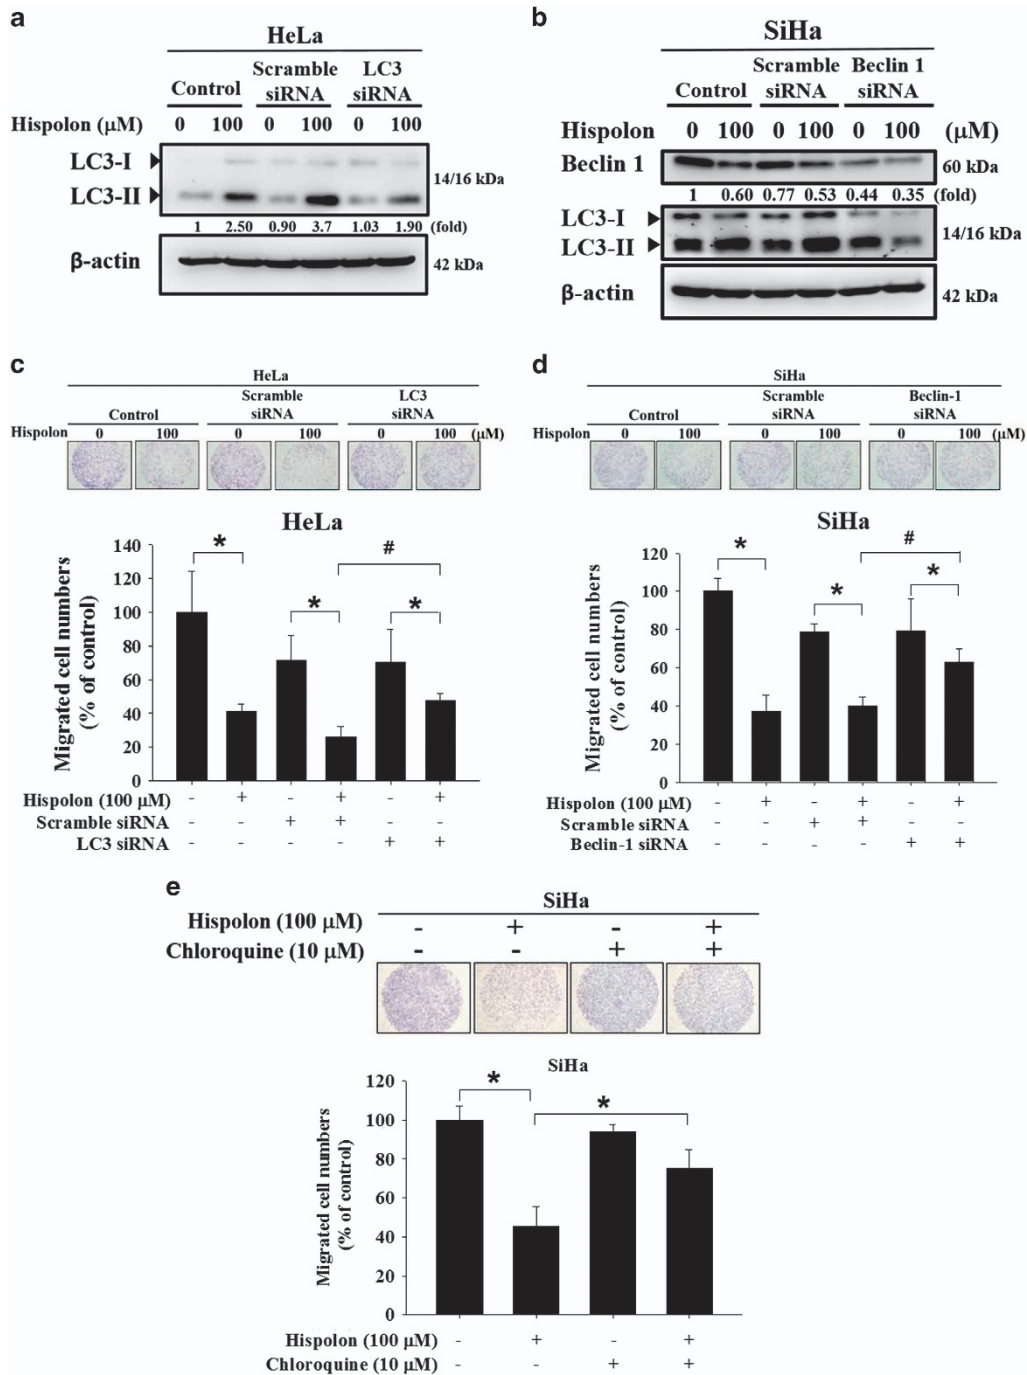 a
HeLa
Control Scramble siRNA LC3 siRNA
Hispolon (μM) 0 100 0 100 0 100
LC3-I
LC3-II
14/16 kDa
1 2.50 0.90 3.7 1.03 1.90 (fold)
β-actin
42 kDa
b
SiHa
Control Scramble siRNA Beclin 1 siRNA
Hispolon 0 100 0 100 0 100 (μM)
Beclin 1
60 kDa
1 0.60 0.77 0.53 0.44 0.35 (fold)
LC3-I
LC3-II
14/16 kDa
β-actin
42 kDa
c
HeLa
Control Scramble siRNA LC3 siRNA
Hispolon 0 100 0 100 0 100 (μM)
HeLa
Migrated cell numbers
(% of control)
140
120
100
80
60
40
20
0
* * * #
Hispolon (100 μM) - + - + - +
Scramble siRNA - - + + - -
LC3 siRNA - - - - + +
d
SiHa
Control Scramble siRNA Beclin-1 siRNA
Hispolon 0 100 0 100 0 100 (μM)
SiHa
Migrated cell numbers
(% of control)
120
100
80
60
40
20
0
* * * #
Hispolon (100 μM) - + - + - +
Scramble siRNA - - + + - -
Beclin-1 siRNA - - - - + +
e
SiHa
Hispolon (100 μM) - + - +
Chloroquine (10 μM) - - + +
SiHa
Migrated cell numbers
(% of control)
120
100
80
60
40
20
0
* *
Hispolon (100 μM) - + - +
Chloroquine (10 μM) - - + +